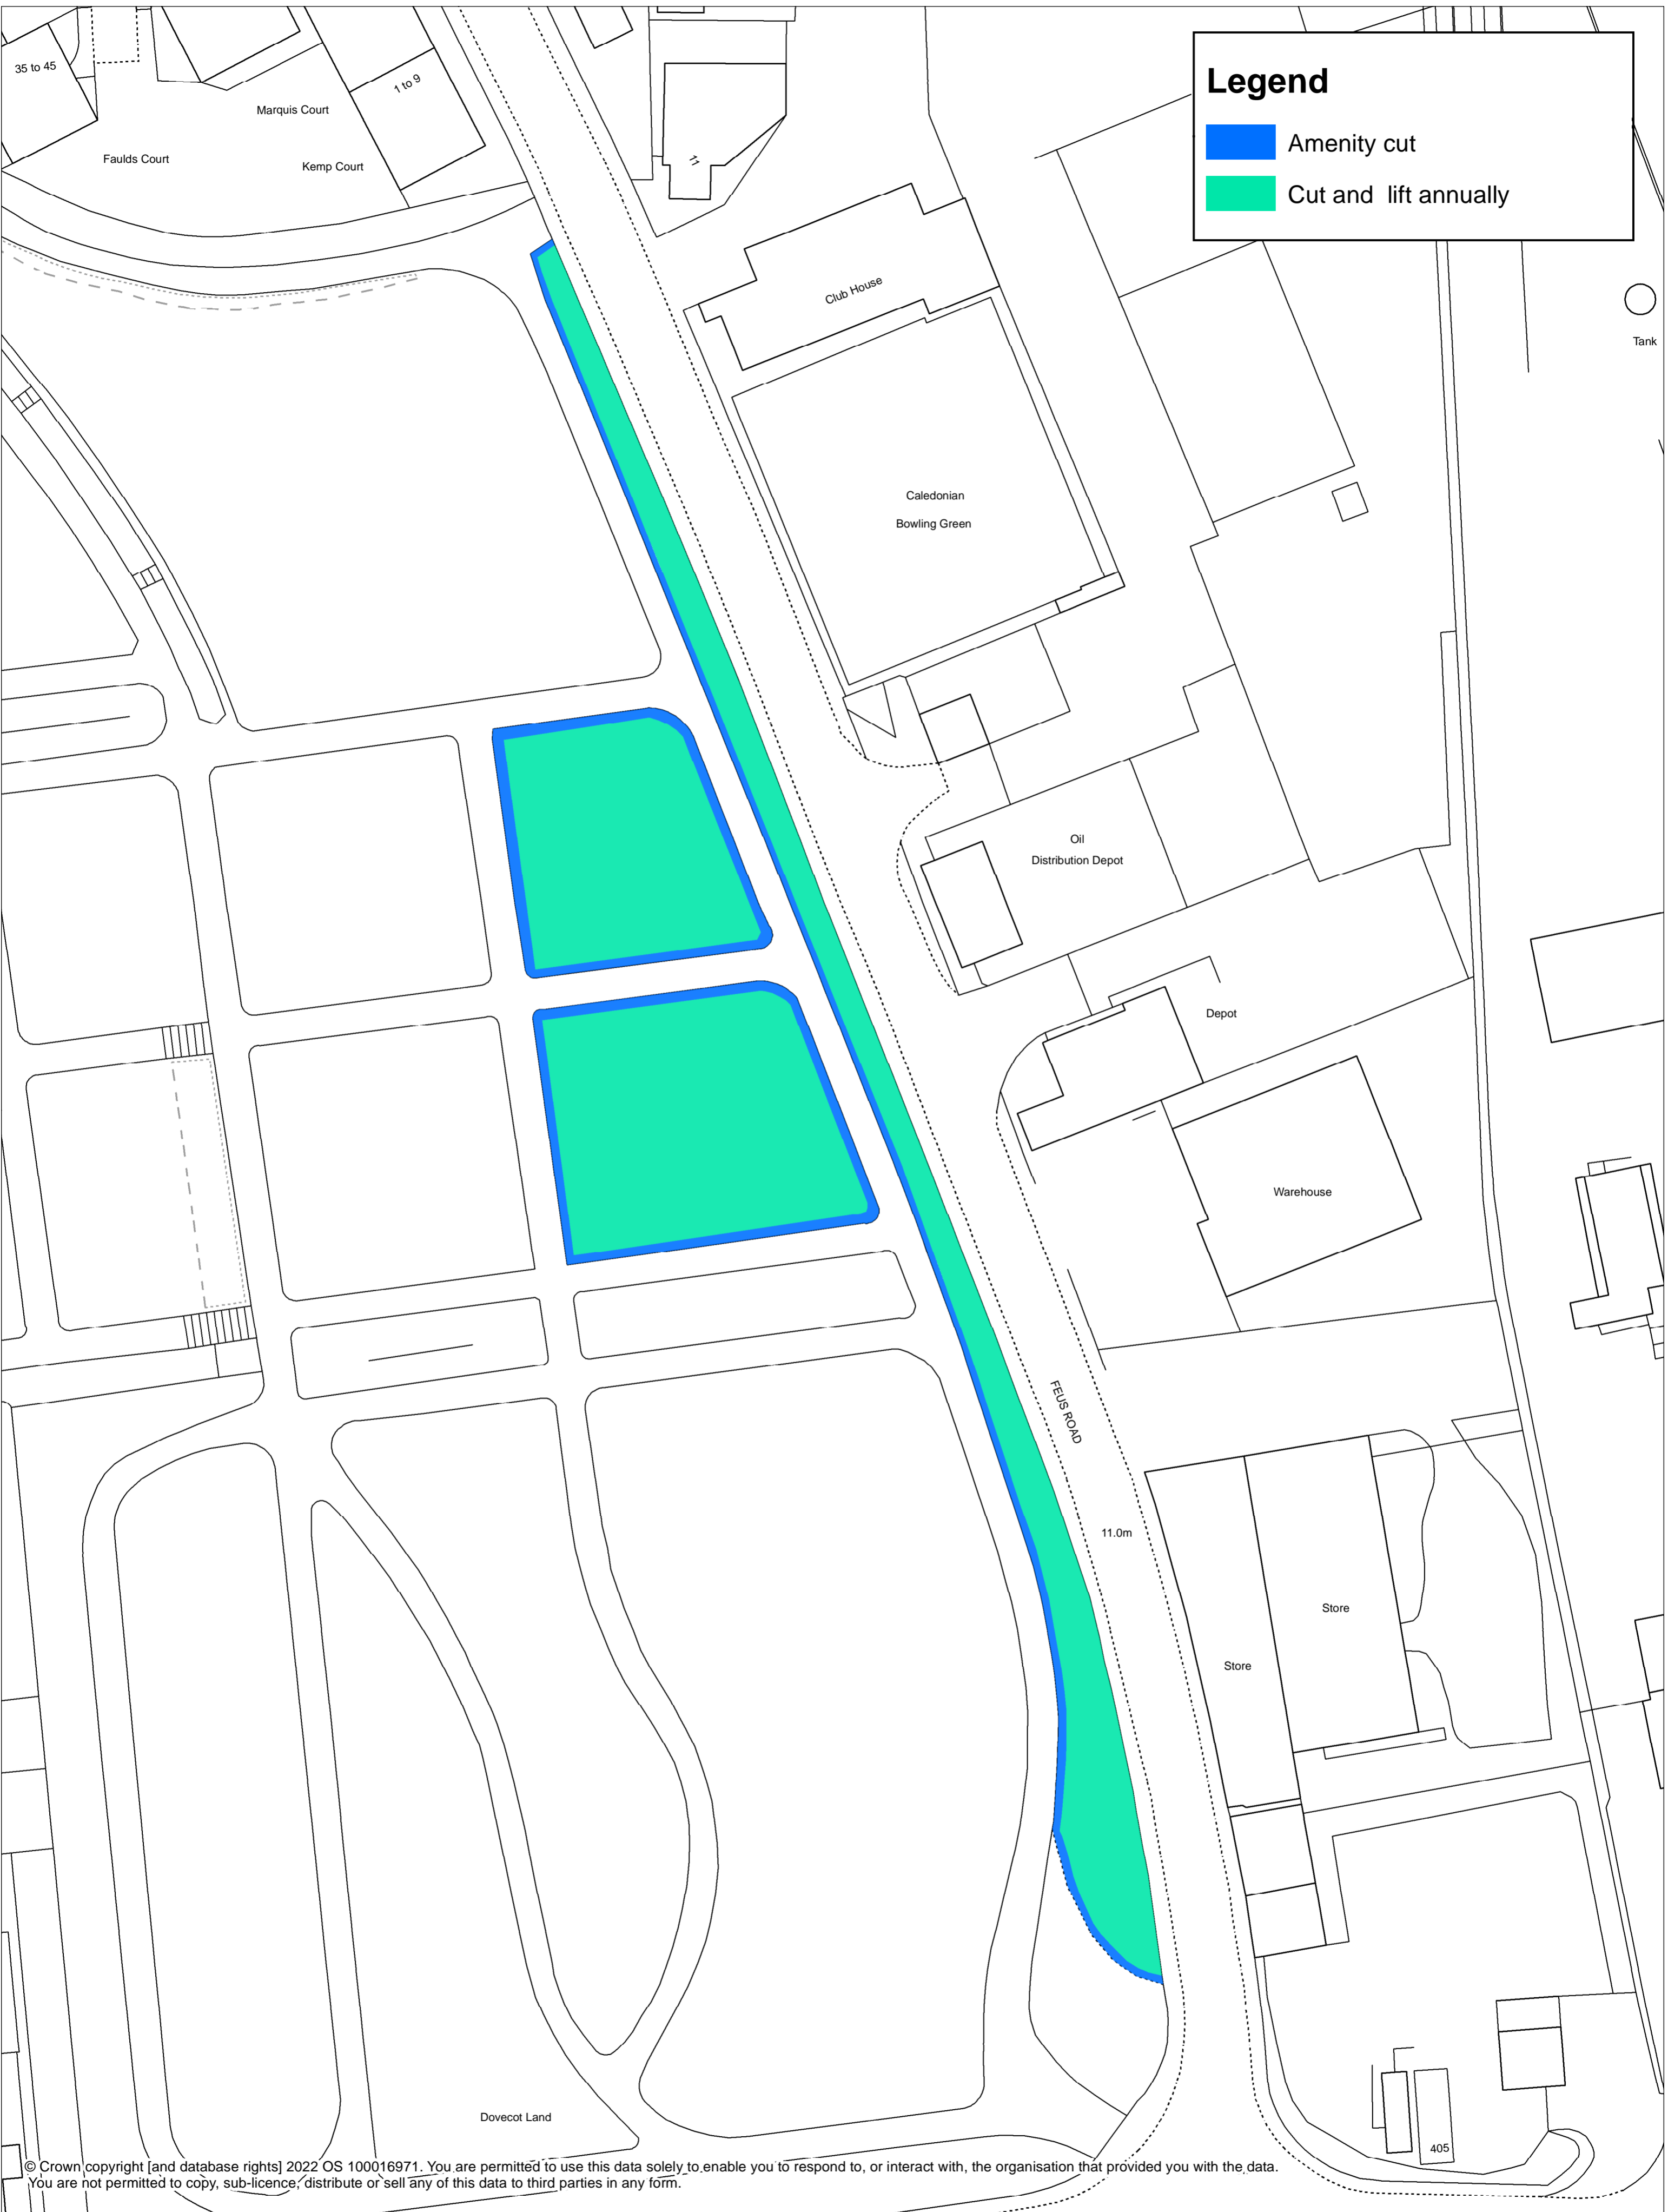 35 to 45
1 to 9
Marquis Court
Faulds Court
Kemp Court
11
Legend
Amenity cut
Cut and  lift annually
Club House
Tank
Caledonian
Bowling Green
Oil
Distribution Depot
Depot
Warehouse
FEUS ROAD
11.0m
Store
Store
Dovecot Land
405
© Crown copyright [and database rights] 2022 OS 100016971. You are permitted to use this data solely to enable you to respond to, or interact with, the organisation that provided you with the data.
You are not permitted to copy, sub-licence, distribute or sell any of this data to third parties in any form.